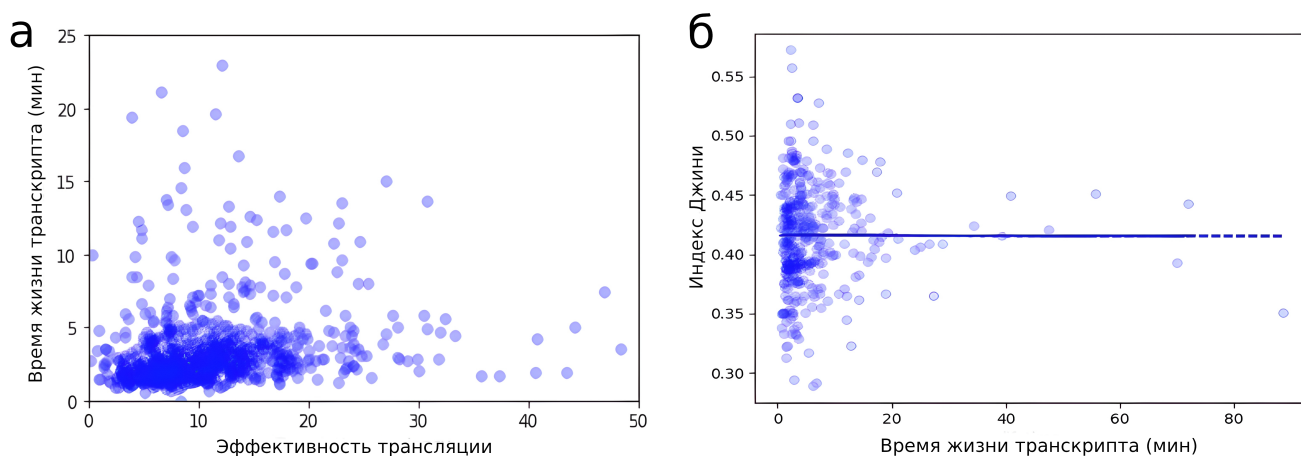 а
Время жизни транскрипта (мин)
25
20
15
10
5
0
0 10 20 30 40 50
Эффективность трансляции
б
Индекс Джини
0.55
0.50
0.45
0.40
0.35
0.30
0 20 40 60 80
Время жизни транскрипта (мин)